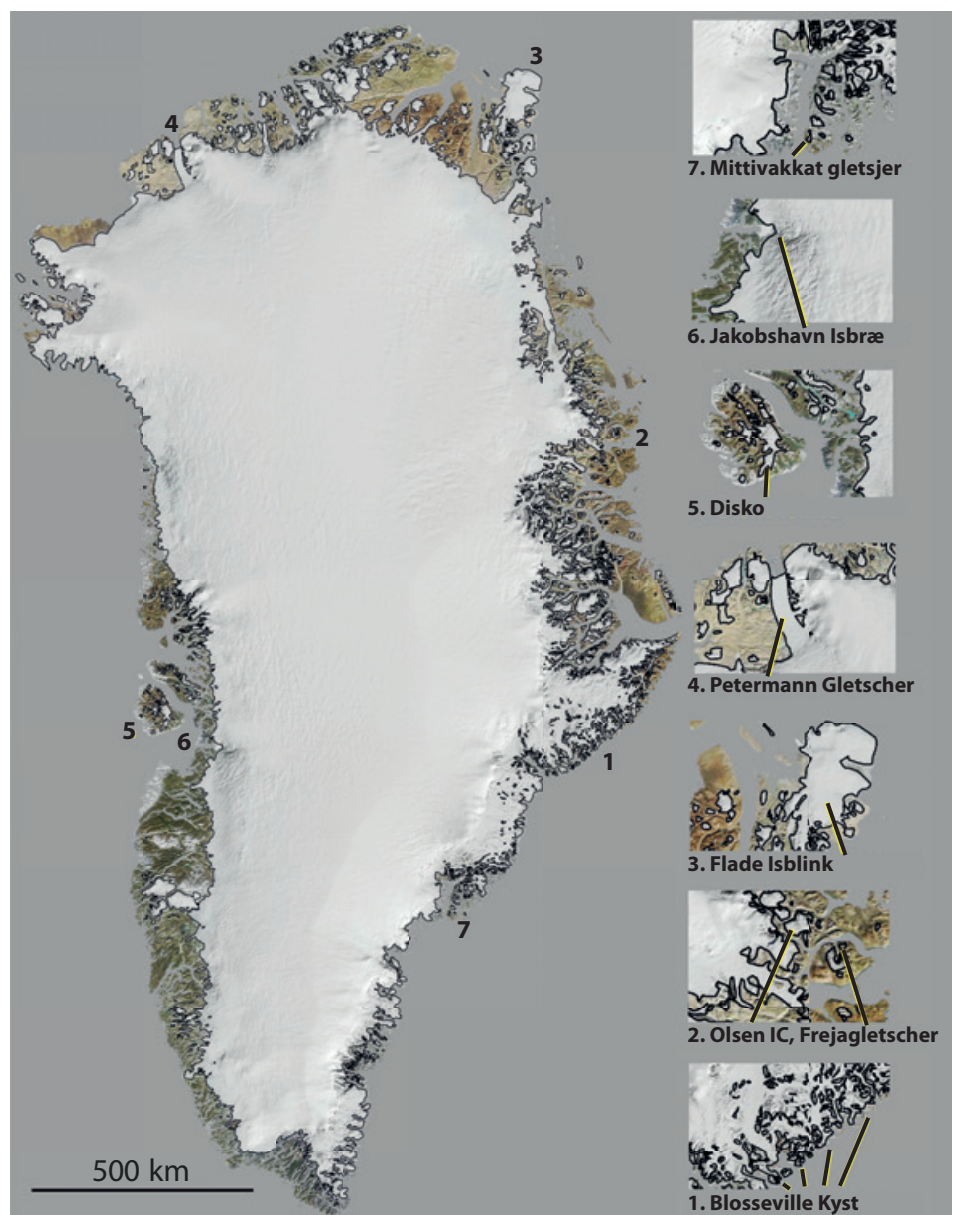 3
4
2
5
6
1
7
500 km
7. Mittivakkat gletsjer
6. Jakobshavn Isbræ
5. Disko
4. Petermann Gletscher
3. Flade Isblink
2. Olsen IC, Frejagletscher
1. Blosseville Kyst